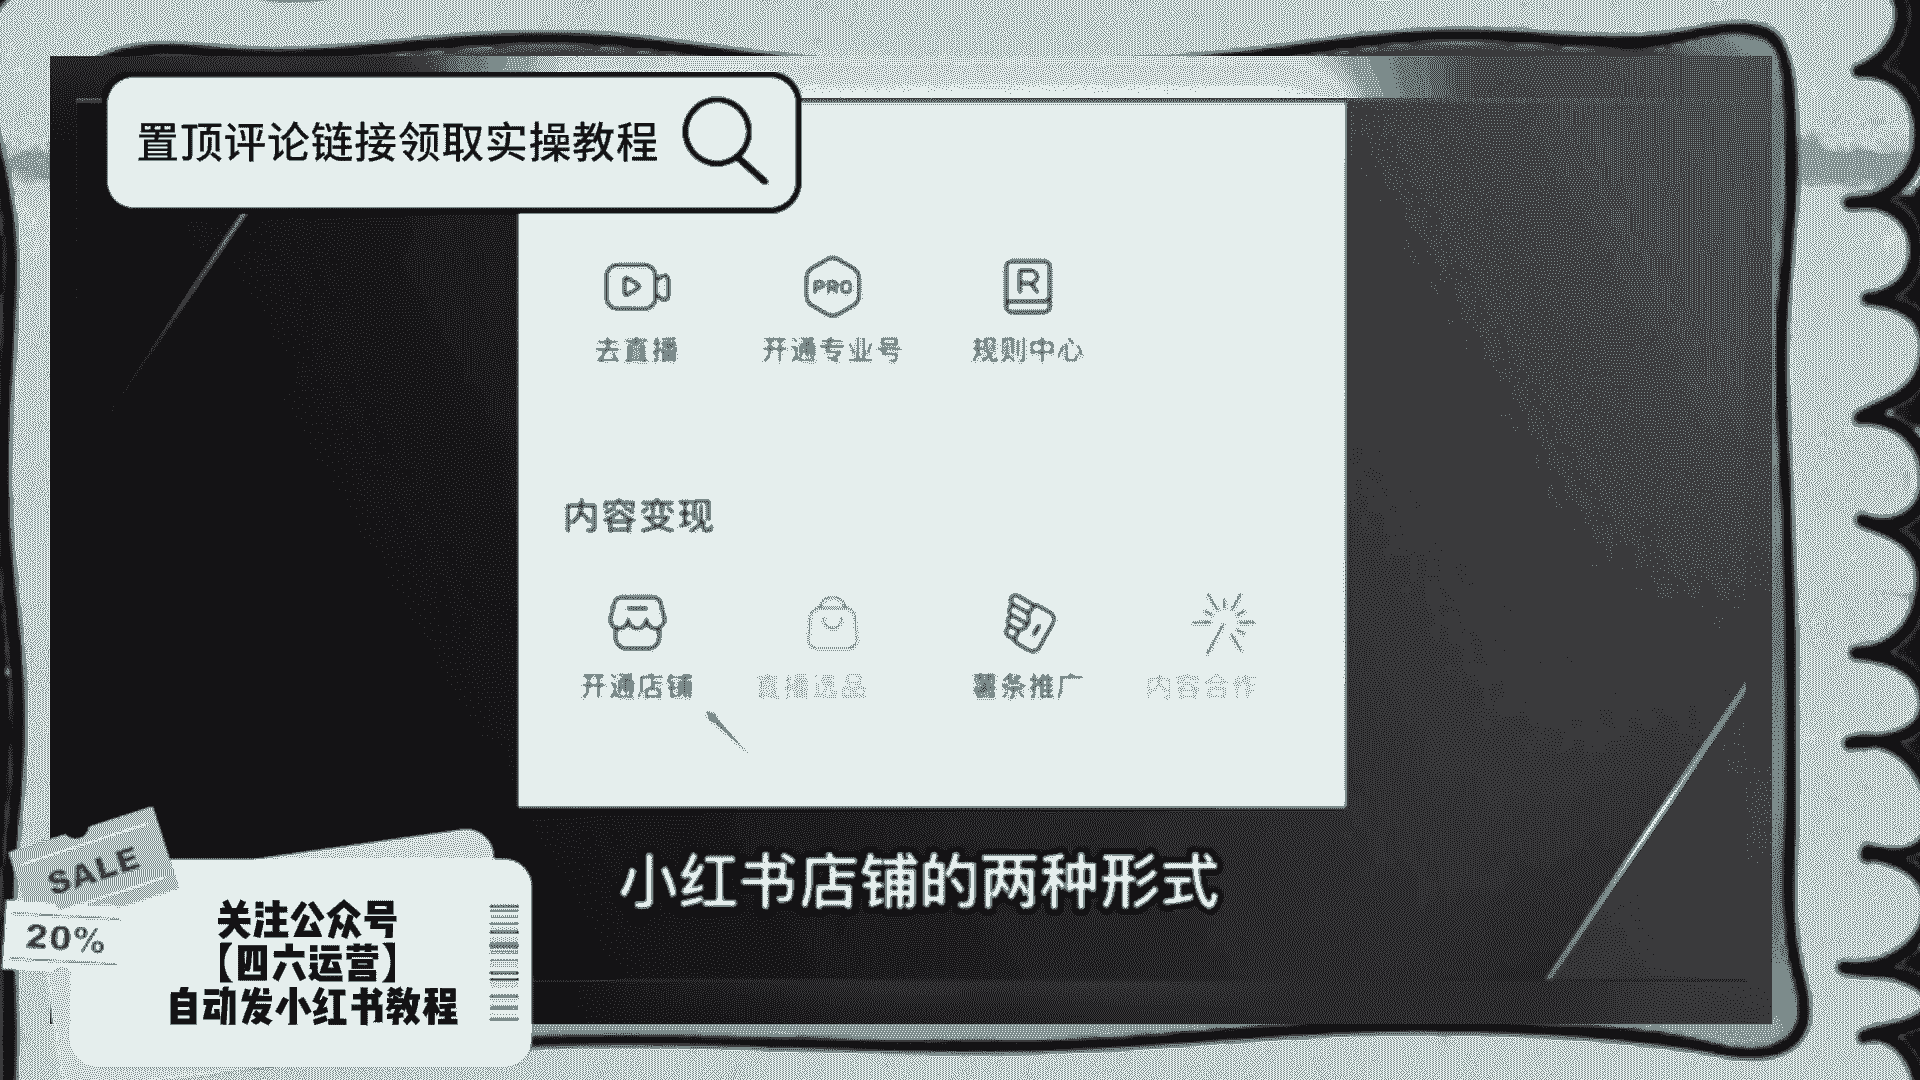 置顶评论链接领取实操教程
去直播
PRO
开通专业号
R
规则中心
内容变现
开通店铺
直播选品
薯条推广
内容合作
小红书店铺的两种形式
SALE
20%
关注公众号
【四六运营】
自动发小红书教程